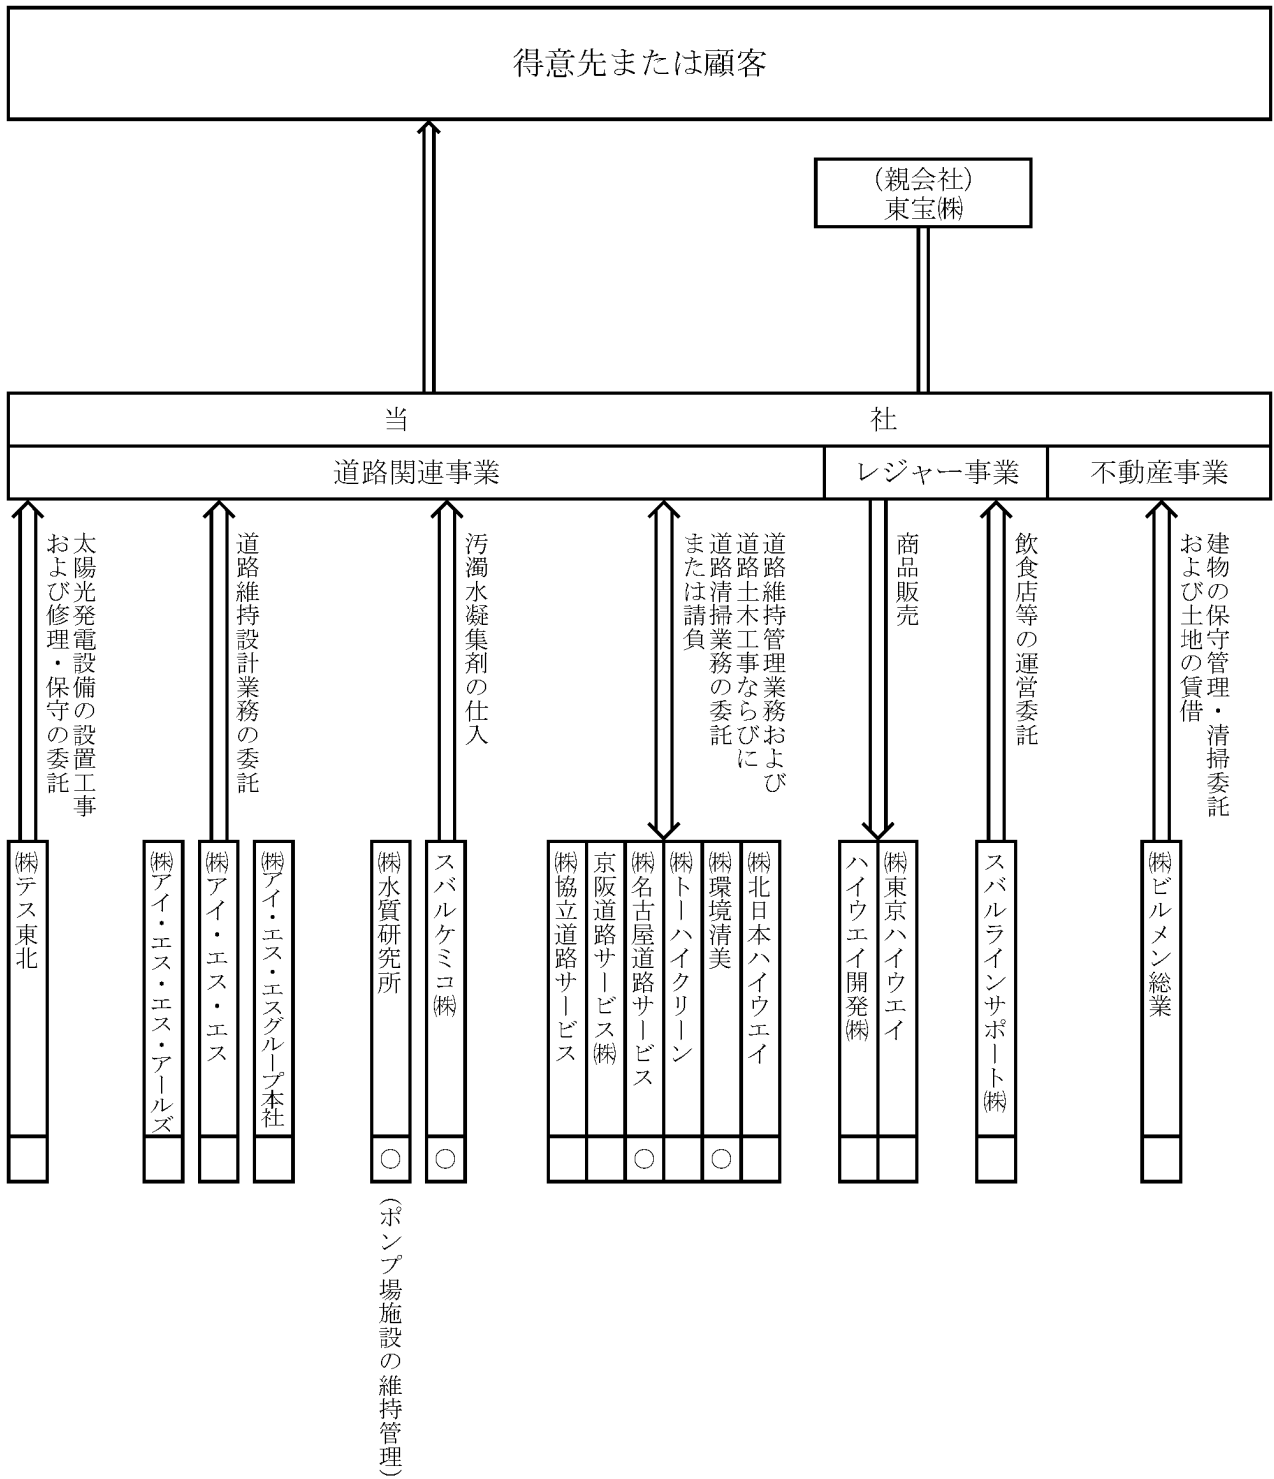 得意先または顧客
（親会社）
東宝㈱
当社
道路関連事業
レジャー事業
不動産事業
太陽光発電設備の設置工事
および修理・保守の委託
道路維持設計業務の委託
汚濁水凝集剤の仕入
道路維持管理業務および
道路土木工事ならびに
道路清掃業務の委託
または請負
商品販売
飲食店等の運営委託
建物の保守管理・清掃委託
および土地の賃借
㈱テス東北
㈱アイ・エス・エス・アールズ
㈱アイ・エス・エス
㈱アイ・エス・エスグループ本社
㈱水質研究所
スバルケミコ㈱
㈱協立道路サービス
京阪道路サービス㈱
㈱名古屋道路サービス
㈱トーハイクリーン
㈱環境清美
㈱北日本ハイウエイ
ハイウエイ開発㈱
㈱東京ハイウエイ
スバルラインサポート㈱
㈱ビルメン総業
○
○
○
○
（ポンプ場施設の維持管理）